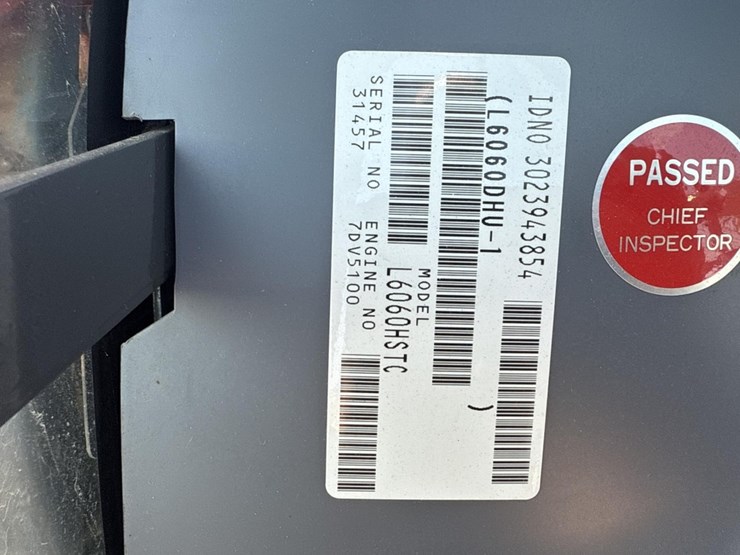 IDNO 3023943854
(L6060DHU-1 )
MODEL
L6060HSTC
SERIAL NO ENGINE NO
31457 7DV5100
PASSED
CHIEF
INSPECTOR